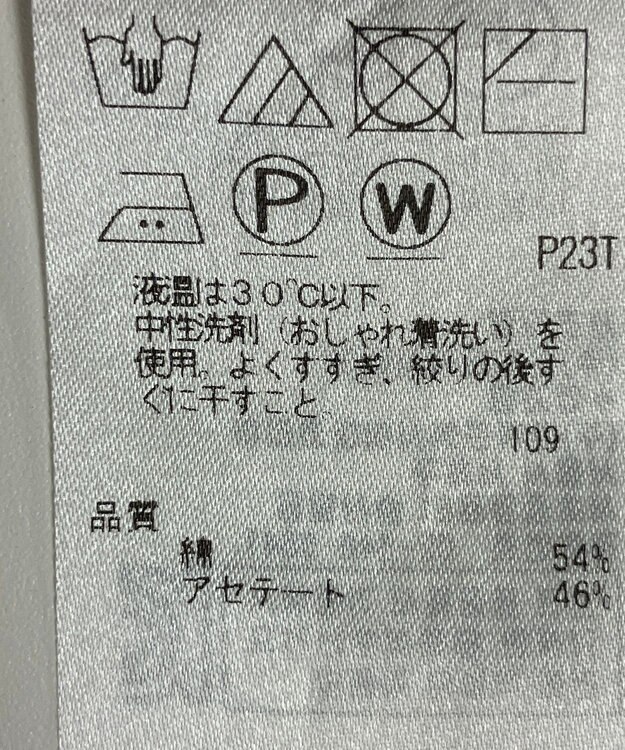 P W
P23T
液温は30℃以下。
中性洗剤（おしゃれ着洗い）を
使用。よくすすぎ、絞りの後す
ぐに干すこと。
109
品質
綿 54%
アセテート 46%